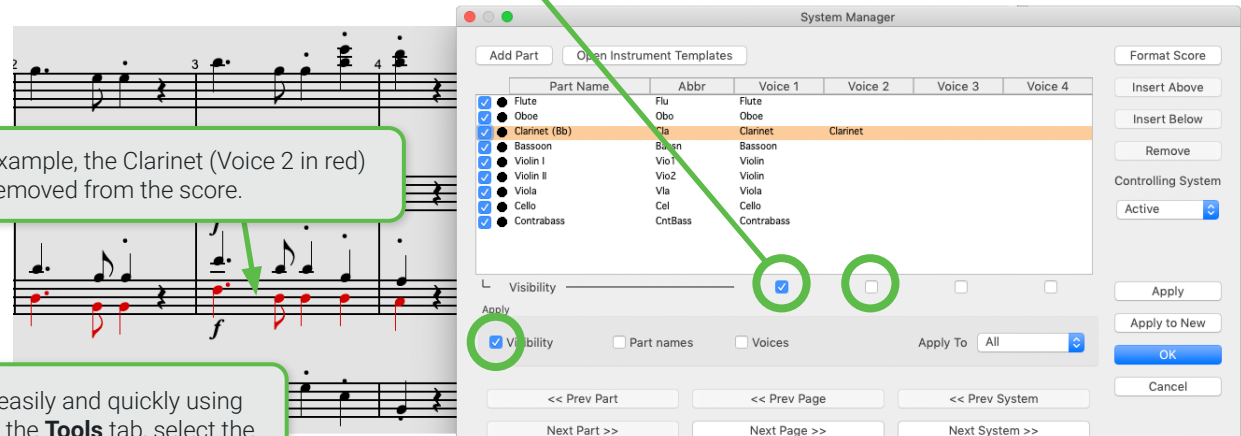 System Manager
Add Part Open Instrument Templates Format Score
Part Name Abbr Voice 1 Voice 2 Voice 3 Voice 4 Insert Above
Flute Flu Flute
Oboe Obo Oboe Insert Below
Clarinet (Bb) Cla Clarinet Clarinet
Bassoon Bassoon Remove
Violin I Vio1 Violin
Violin II Vio2 Violin
Viola Vla Viola Controlling System
Cello Cel Cello
Contrabass CntBass Contrabass Active
2 3 4
xample, the Clarinet (Voice 2 in red)
emoved from the score.
f
f
easily and quickly using
the Tools tab, select the
Visibility Apply
Apply
Visibility Part names Voices Apply To All Apply to New
OK
Cancel
<< Prev Part << Prev Page << Prev System
Next Part >> Next Page >> Next System >>